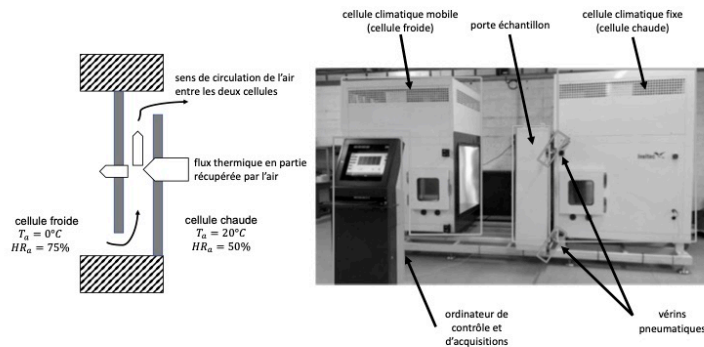 cellule climatique mobile
(cellule froide)
porte échantillon
cellule climatique fixe
(cellule chaude)
sens de circulation de l'air
entre les deux cellules
flux thermique en partie
récupérée par l'air
cellule froide
T_a = 0°C
HR_a = 75%
cellule chaude
T_a = 20°C
HR_a = 50%
ordinateur de
contrôle et
d'acquisitions
vérins
pneumatiques